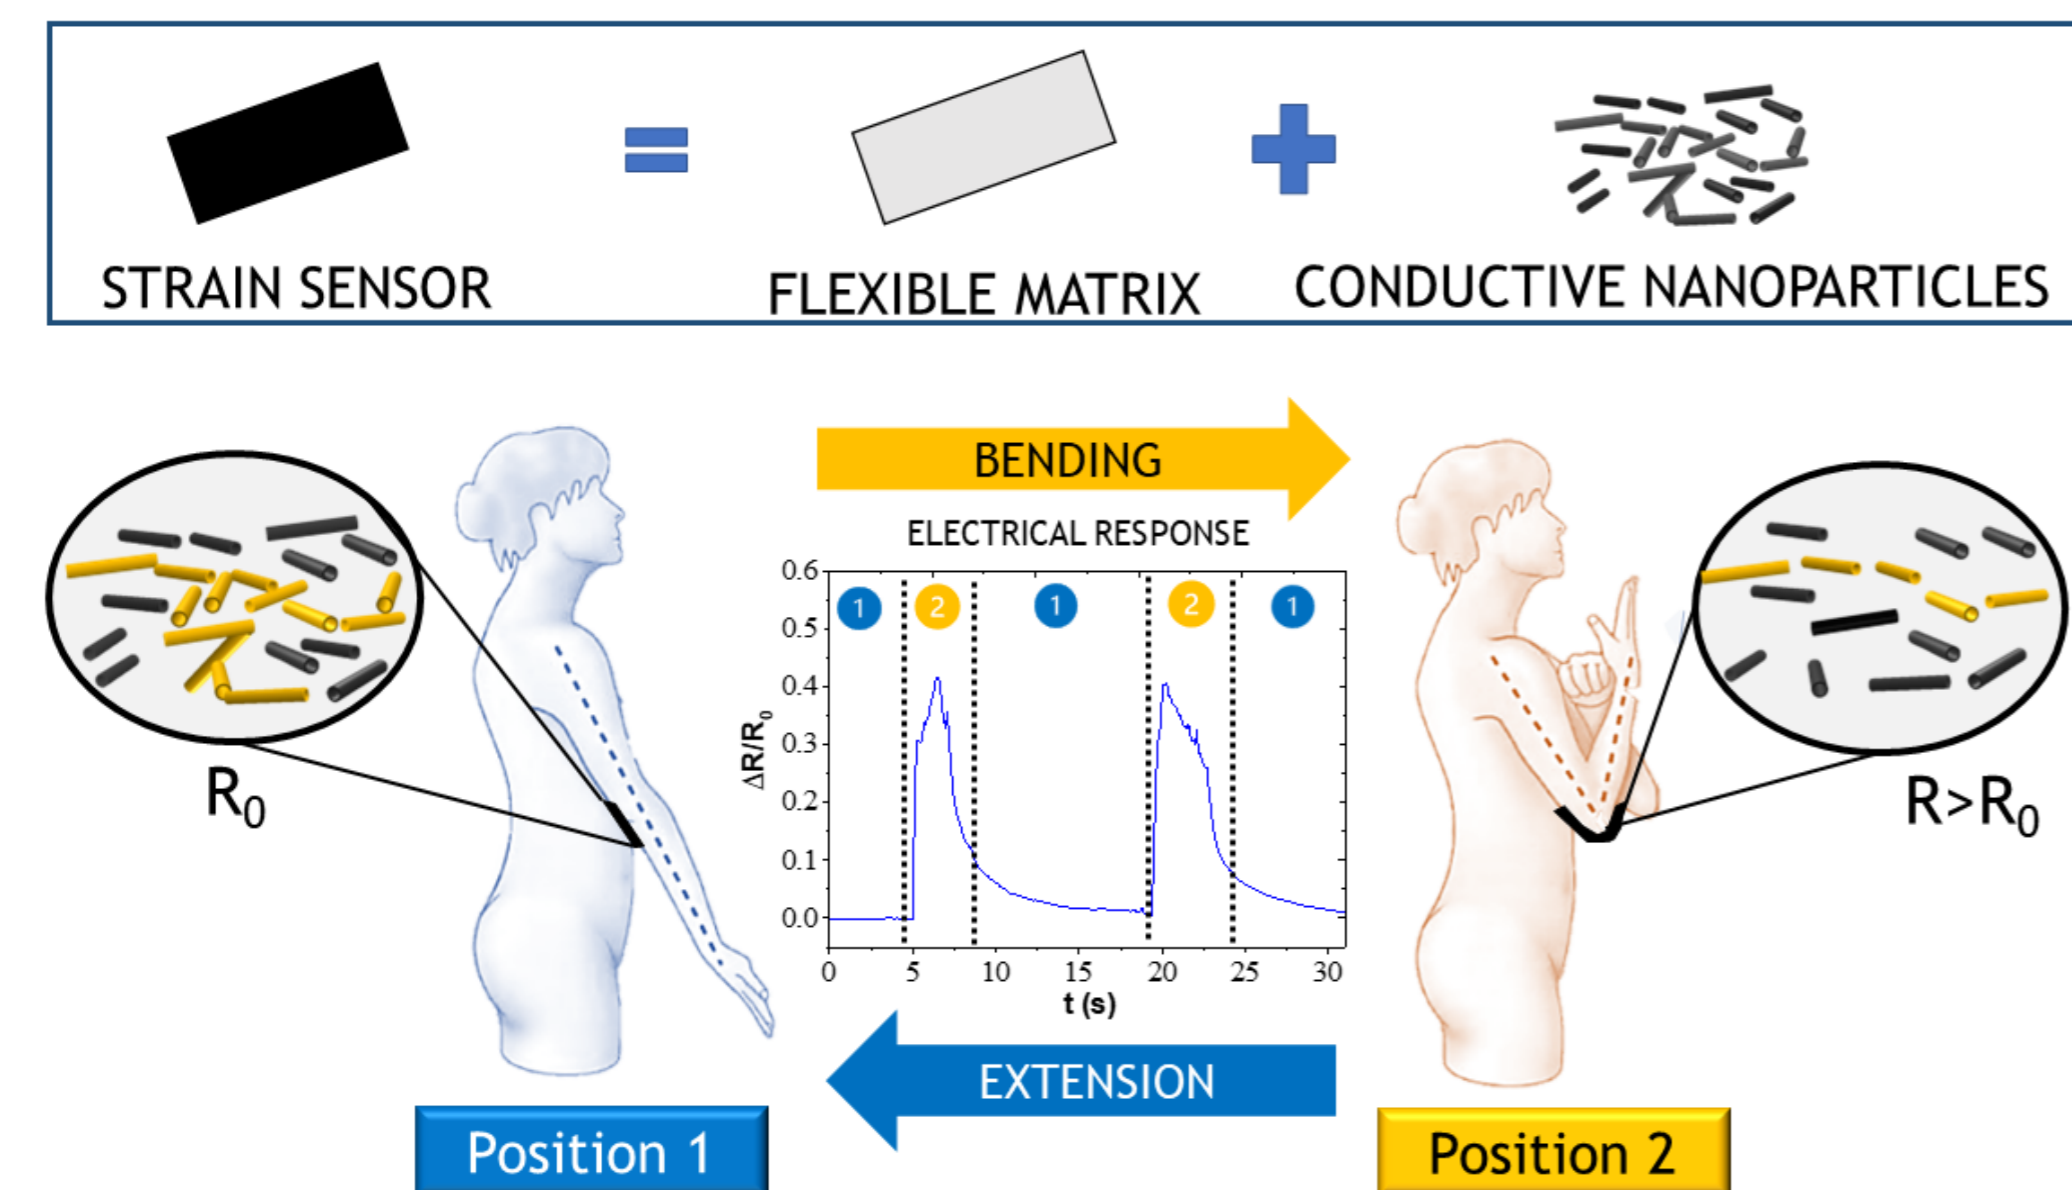 STRAIN SENSOR
FLEXIBLE MATRIX
CONDUCTIVE NANOPARTICLES
BENDING
ELECTRICAL RESPONSE
0.6
0.5
0.4
0.3
0.2
0.1
0.0
ΔR/R₀
1
2
1
2
1
0 5 10 15 20 25 30
t (s)
R₀
R>R₀
EXTENSION
Position 1
Position 2